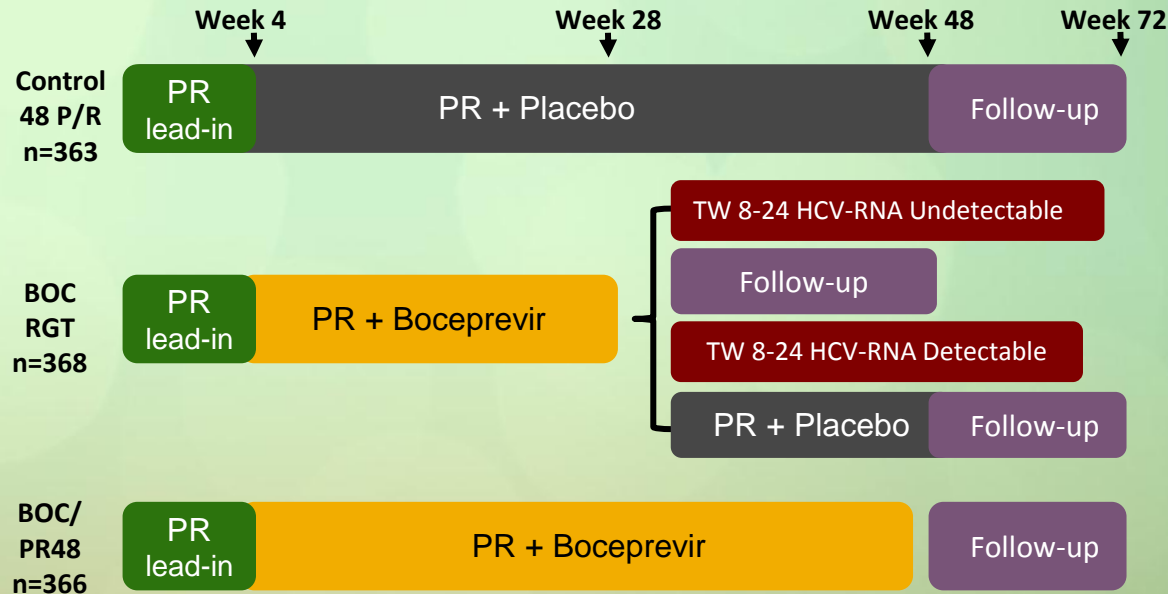 Week 4
Week 28
Week 48
Week 72
Control
48 P/R
n=363
PR
lead-in
PR + Placebo
Follow-up
TW 8-24 HCV-RNA Undetectable
Follow-up
BOC
RGT
n=368
PR
lead-in
PR + Boceprevir
TW 8-24 HCV-RNA Detectable
PR + Placebo
Follow-up
BOC/
PR48
n=366
PR
lead-in
PR + Boceprevir
Follow-up